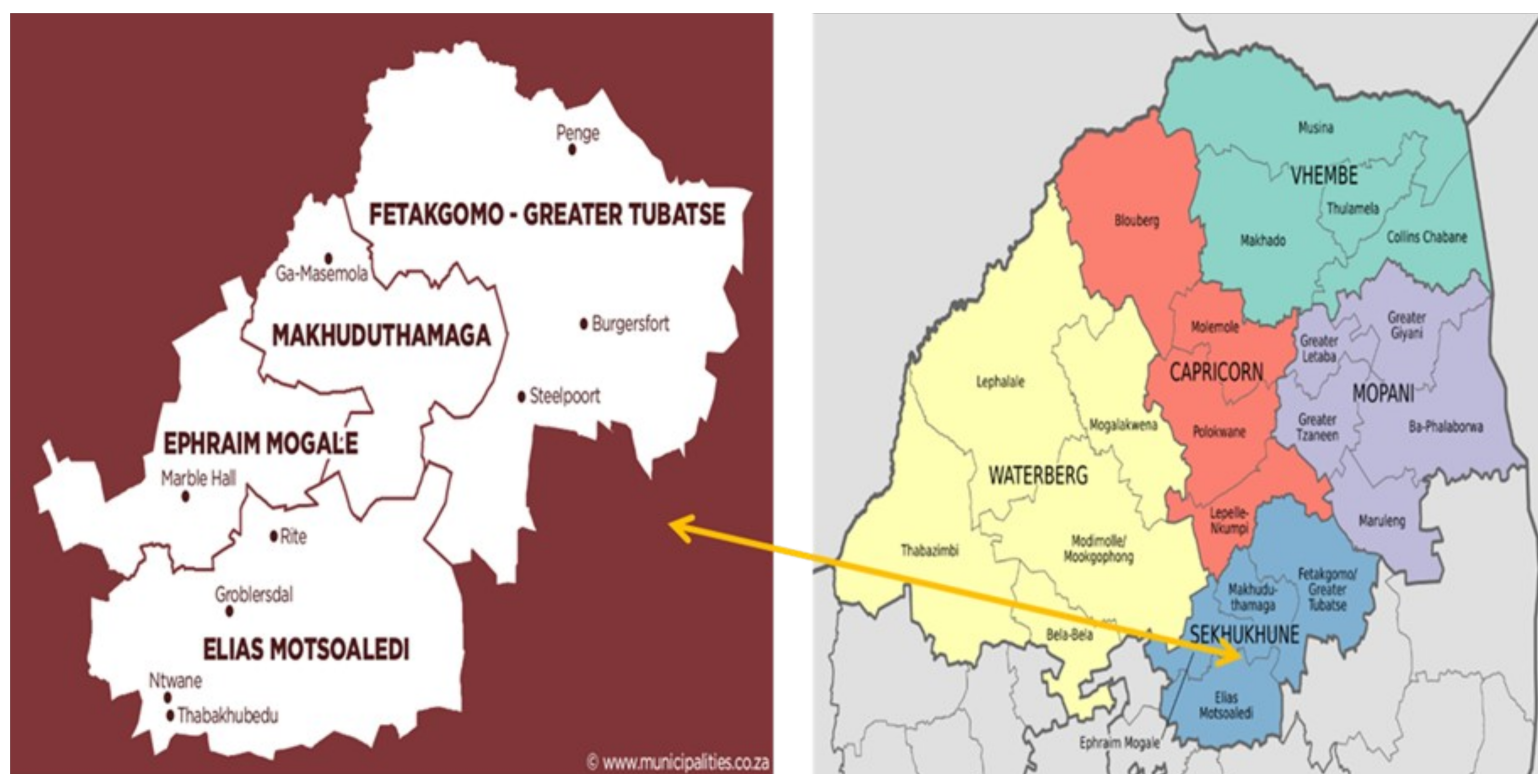 Penge
FETAKGOMO - GREATER TUBATSE
Ga-Masemola
MAKHUDUTHAMAGA
Burgersfort
Steelpoort
EPHRAIM MOGALE
Marble Hall
Rite
Groblersdal
ELIAS MOTSOALEDI
Ntwane
Thabakhubedu
© www.municipalities.co.za
Musina
VHEMBE
Thulamela
Blouberg
Makhado
Collins Chabane
Molemole
Greater
Letaba
Greater
Giyani
CAPRICORN
MOPANI
Lephalale
Mogalakwena
Polokwane
Greater
Tzaneen
Ba-Phalaborwa
WATERBERG
Lepelle-
Nkumpi
Maruleng
Thabazimbi
Modimolle/
Mookgophong
Makhudu-
thamaga
Fetakgomo/
Greater
Tubatse
Bela-Bela
SEKHUKHUNE
Elias
Motsoaledi
Ephraim Mogale